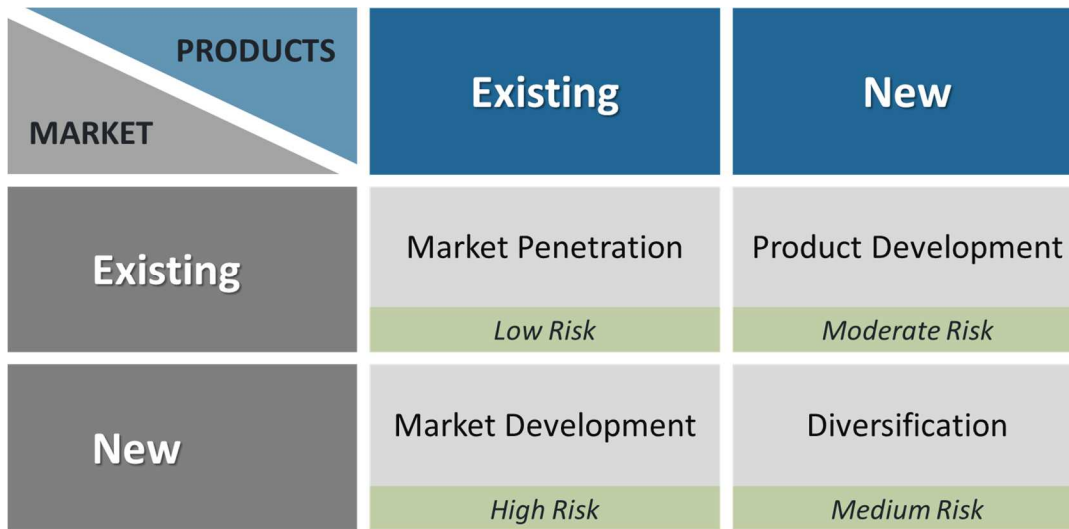 PRODUCTS
MARKET
Existing
New
Existing
Market Penetration
Low Risk
Product Development
Moderate Risk
New
Market Development
High Risk
Diversification
Medium Risk